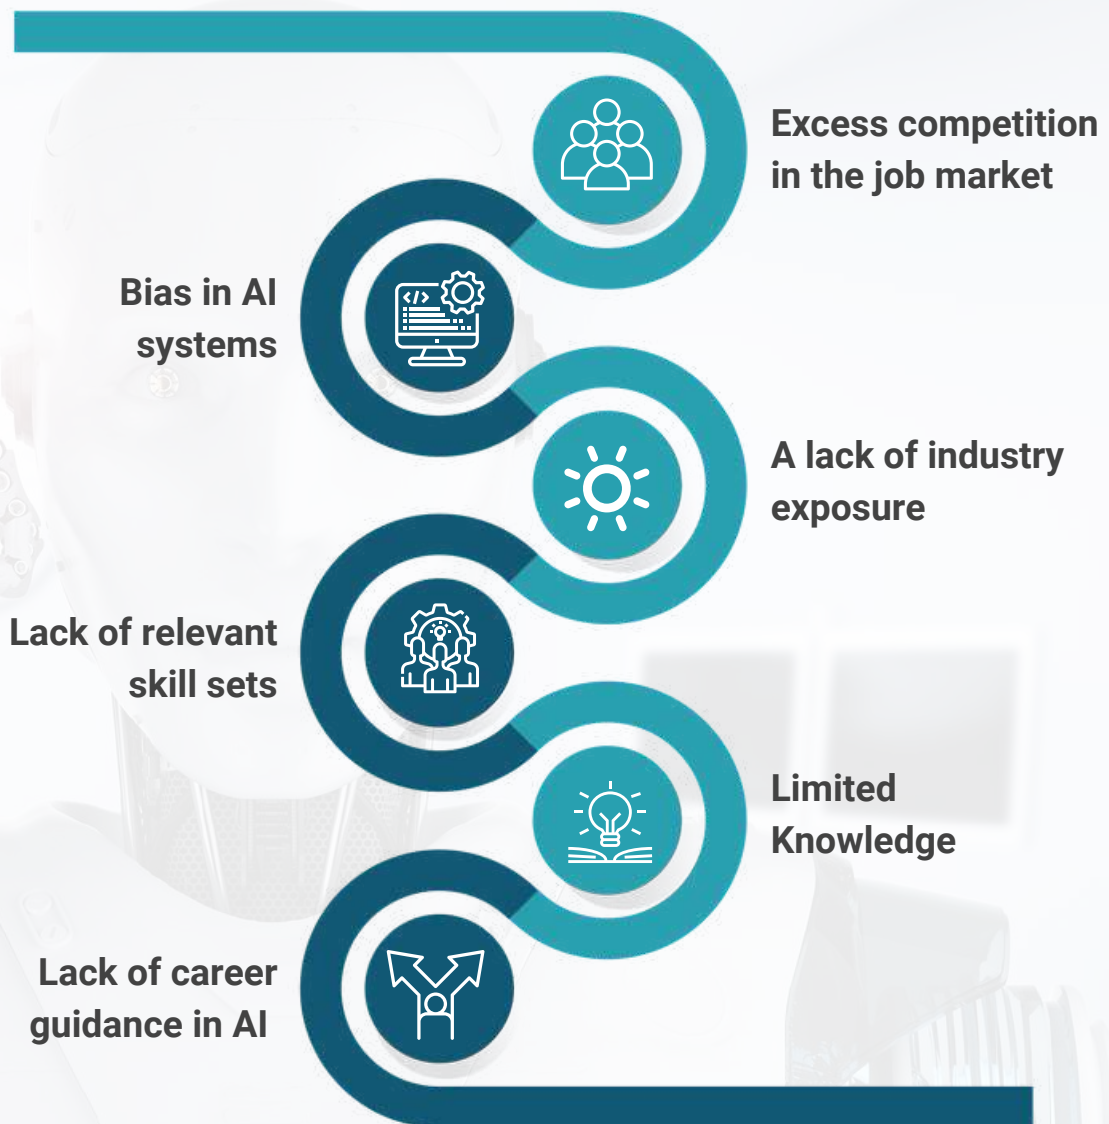 Excess competition
in the job market
Bias in AI
systems
A lack of industry
exposure
Lack of relevant
skill sets
Limited
Knowledge
Lack of career
guidance in AI